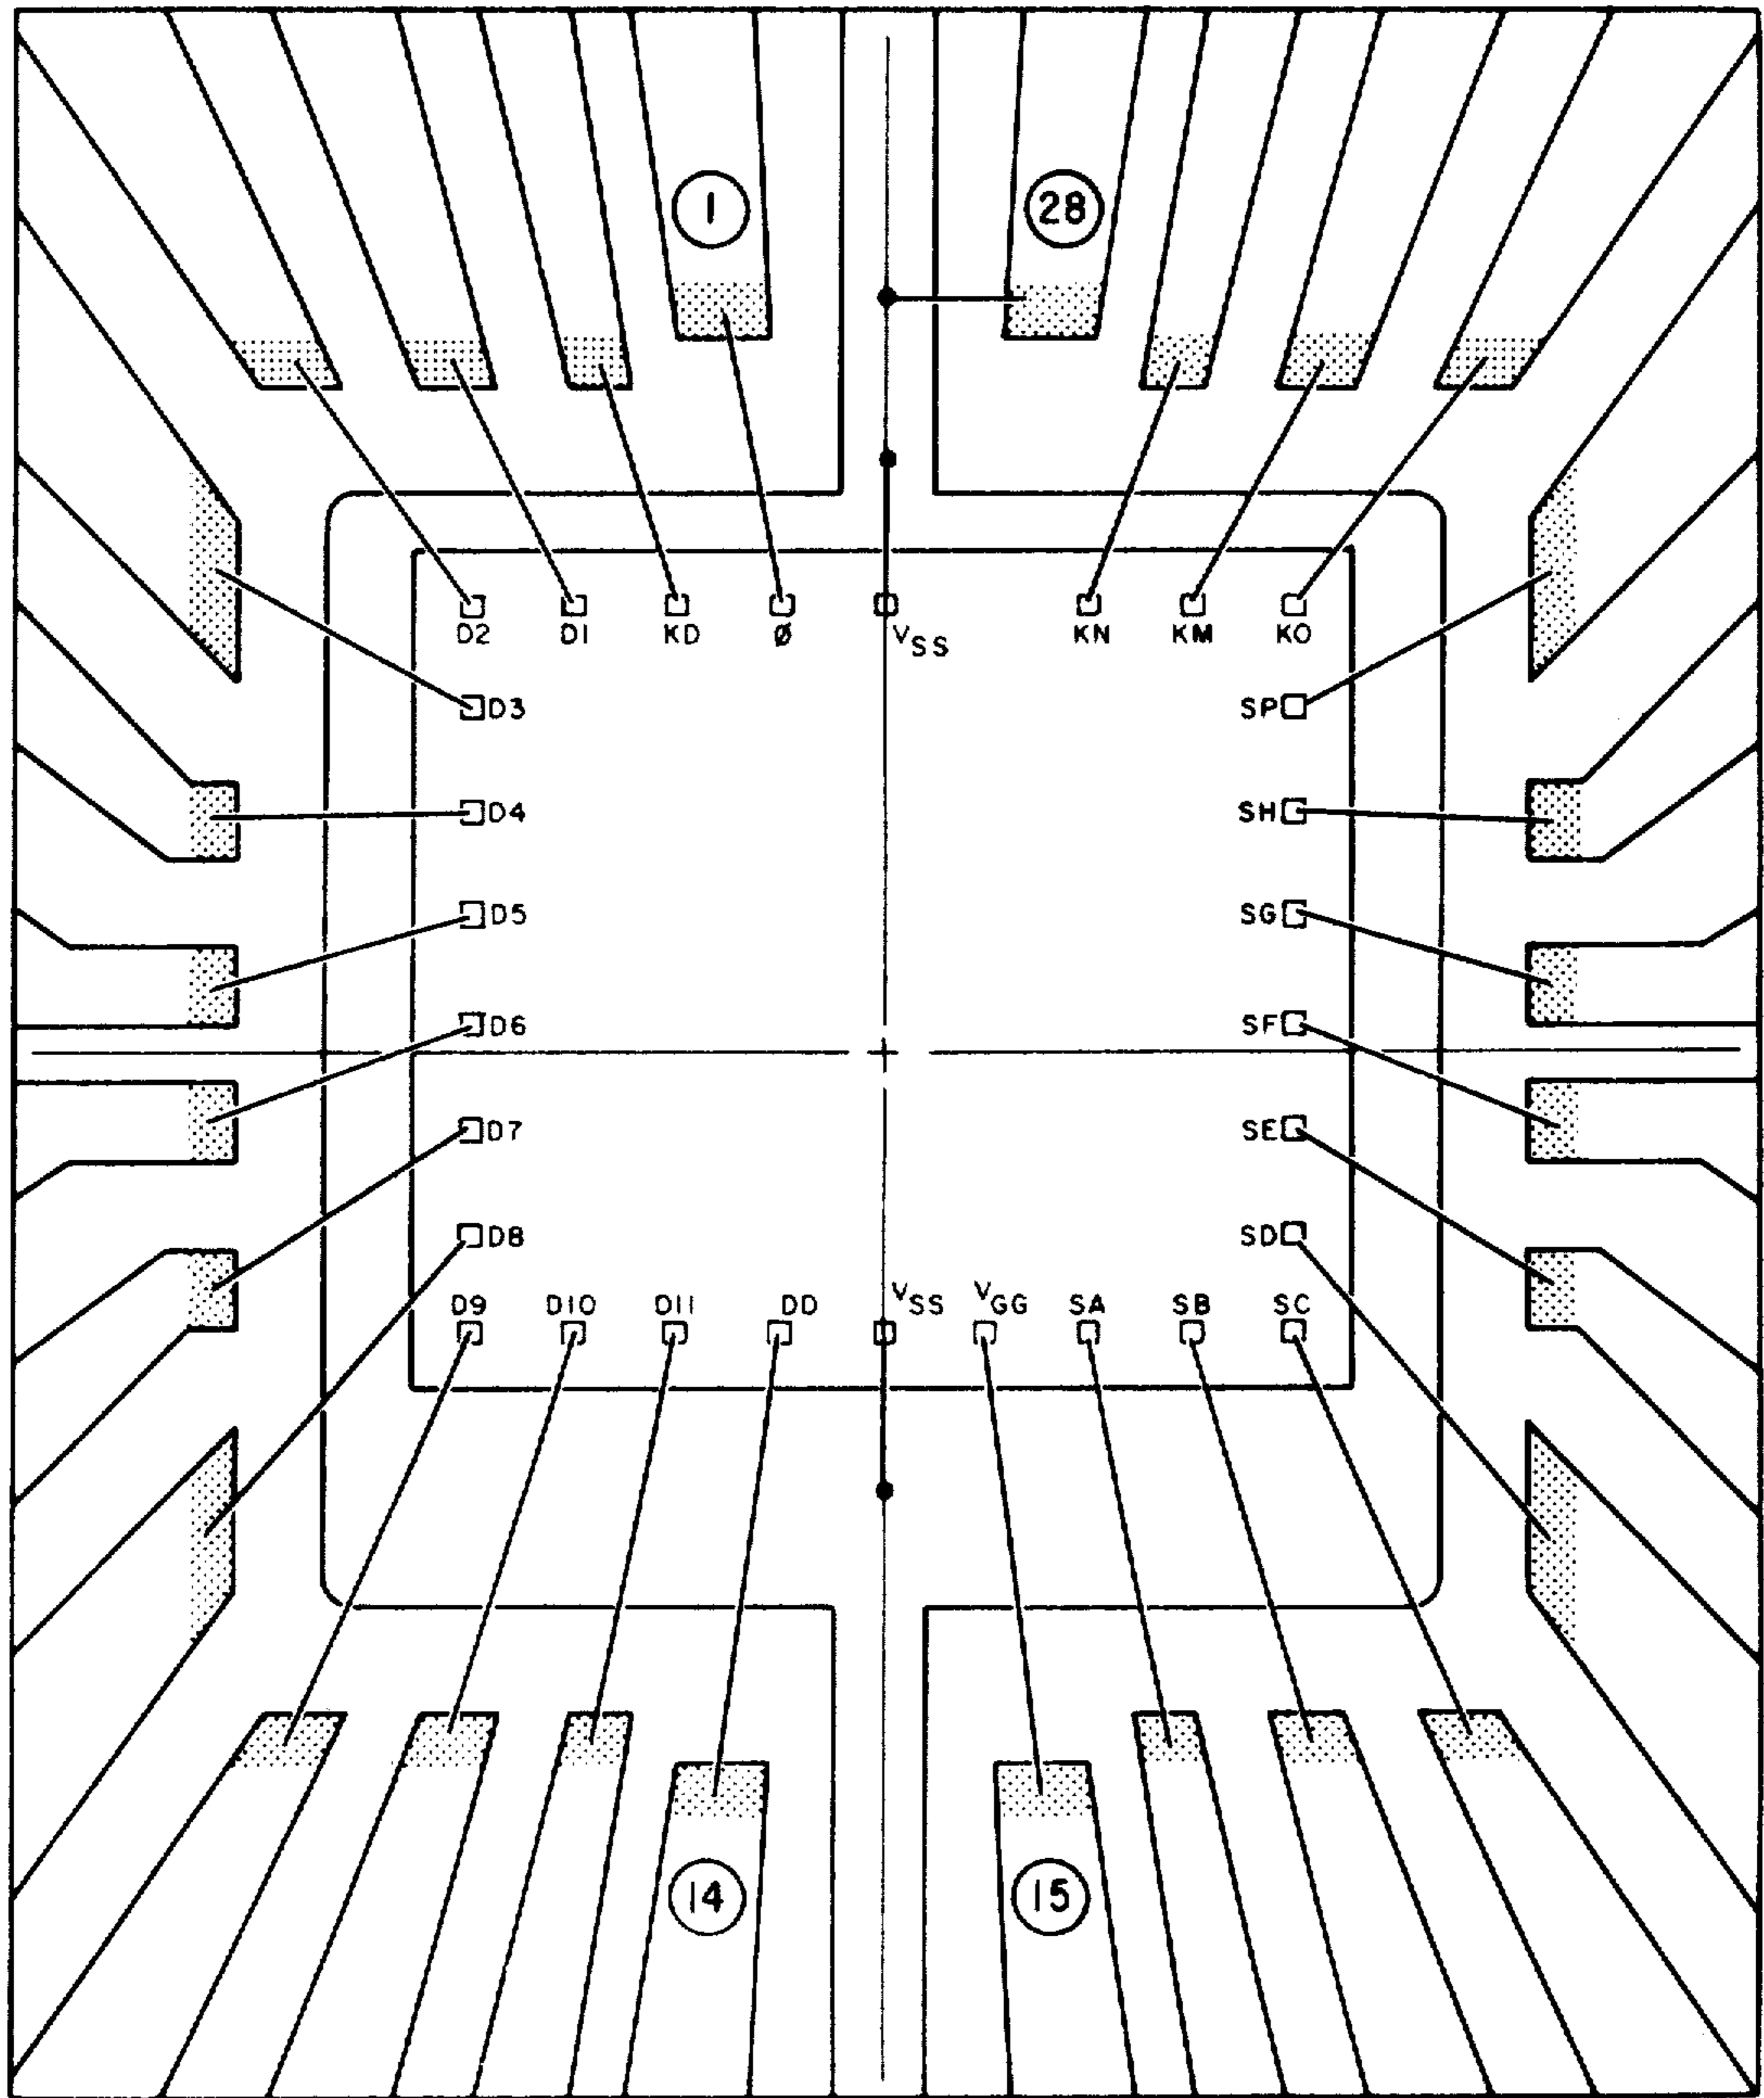 1 28
D2 D1 KD Ø VSS KN KM KO
D3 SP
D4 SH
D5 SG
D6 SF
D7 SE
D8 SD
D9 D10 D11 DD VSS VGG SA SB SC
14 15